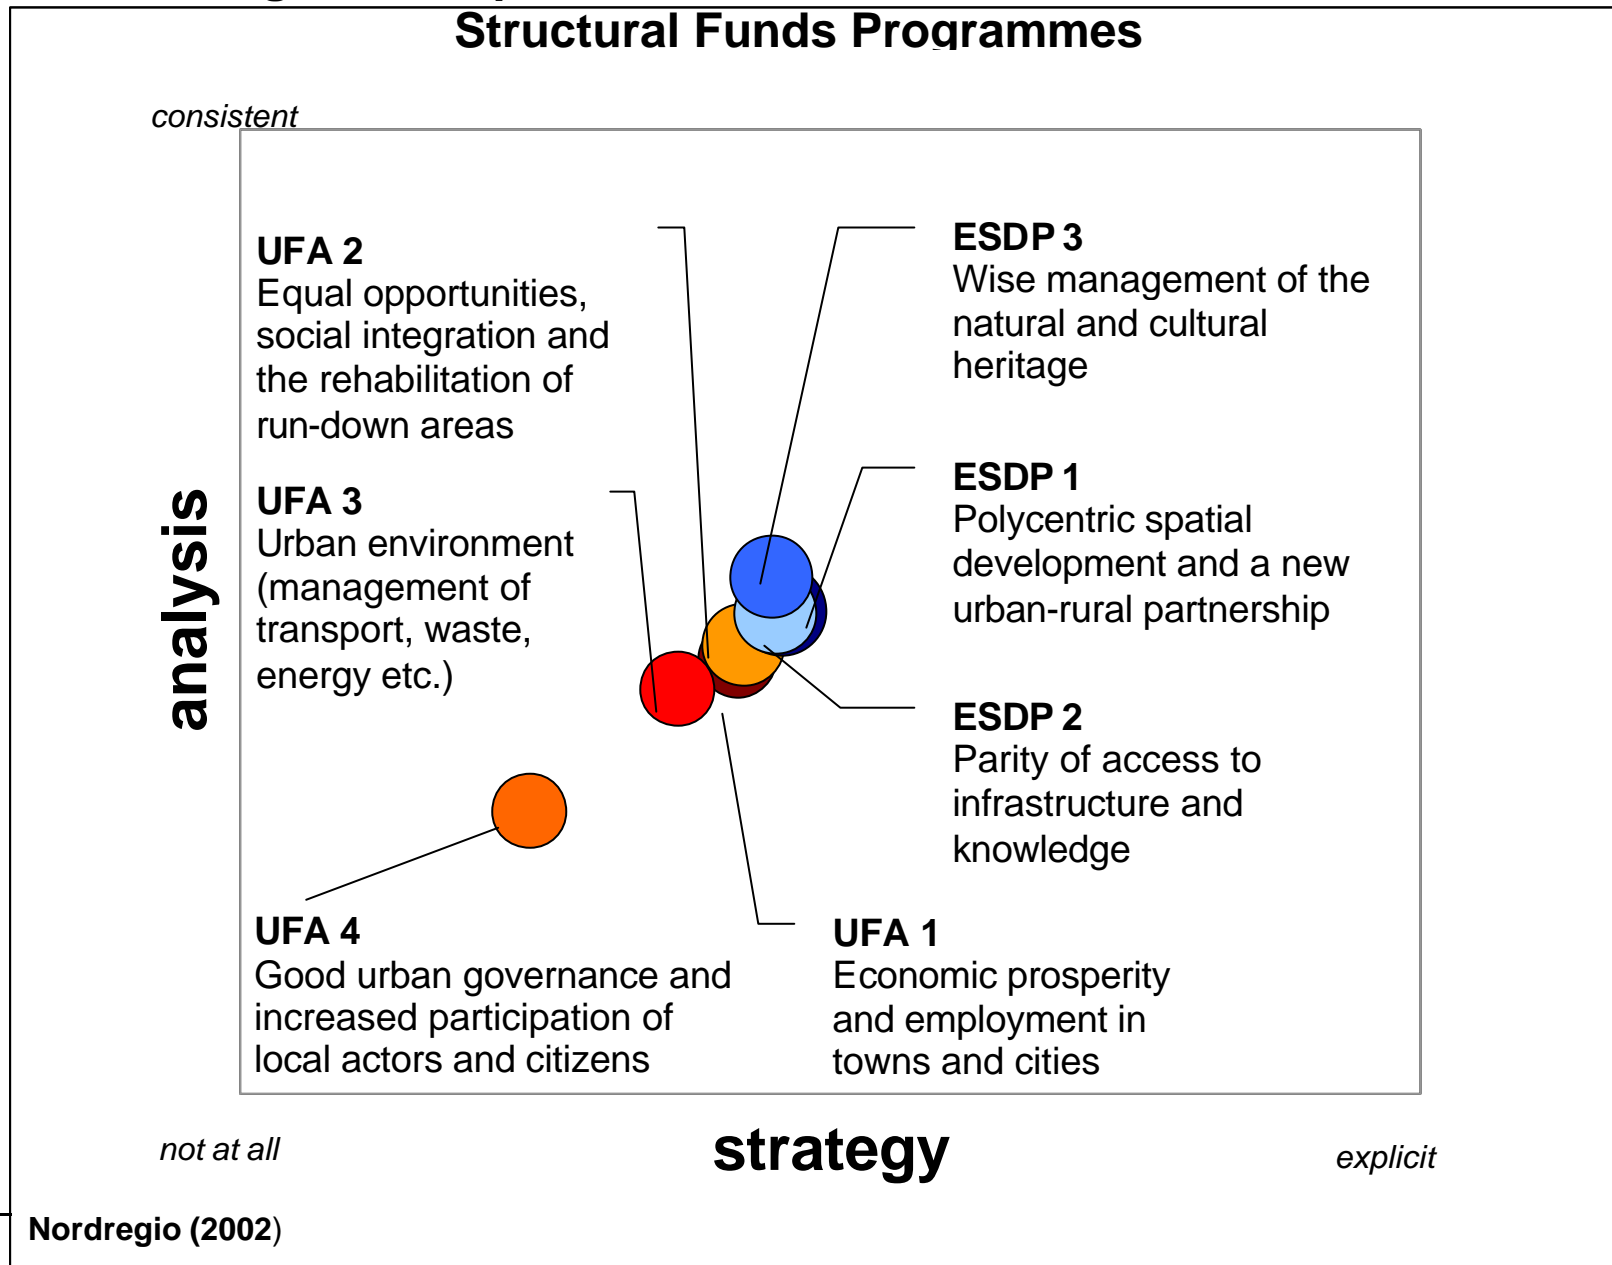 Structural Funds Programmes
consistent
UFA 2
Equal opportunities,
social integration and
the rehabilitation of
run-down areas
ESDP 3
Wise management of the
natural and cultural
heritage
UFA 3
Urban environment
(management of
transport, waste,
energy etc.)
ESDP 1
Polycentric spatial
development and a new
urban-rural partnership
analysis
ESDP 2
Parity of access to
infrastructure and
knowledge
UFA 4
Good urban governance and
increased participation of
local actors and citizens
UFA 1
Economic prosperity
and employment in
towns and cities
not at all
strategy
explicit
Nordregio (2002)